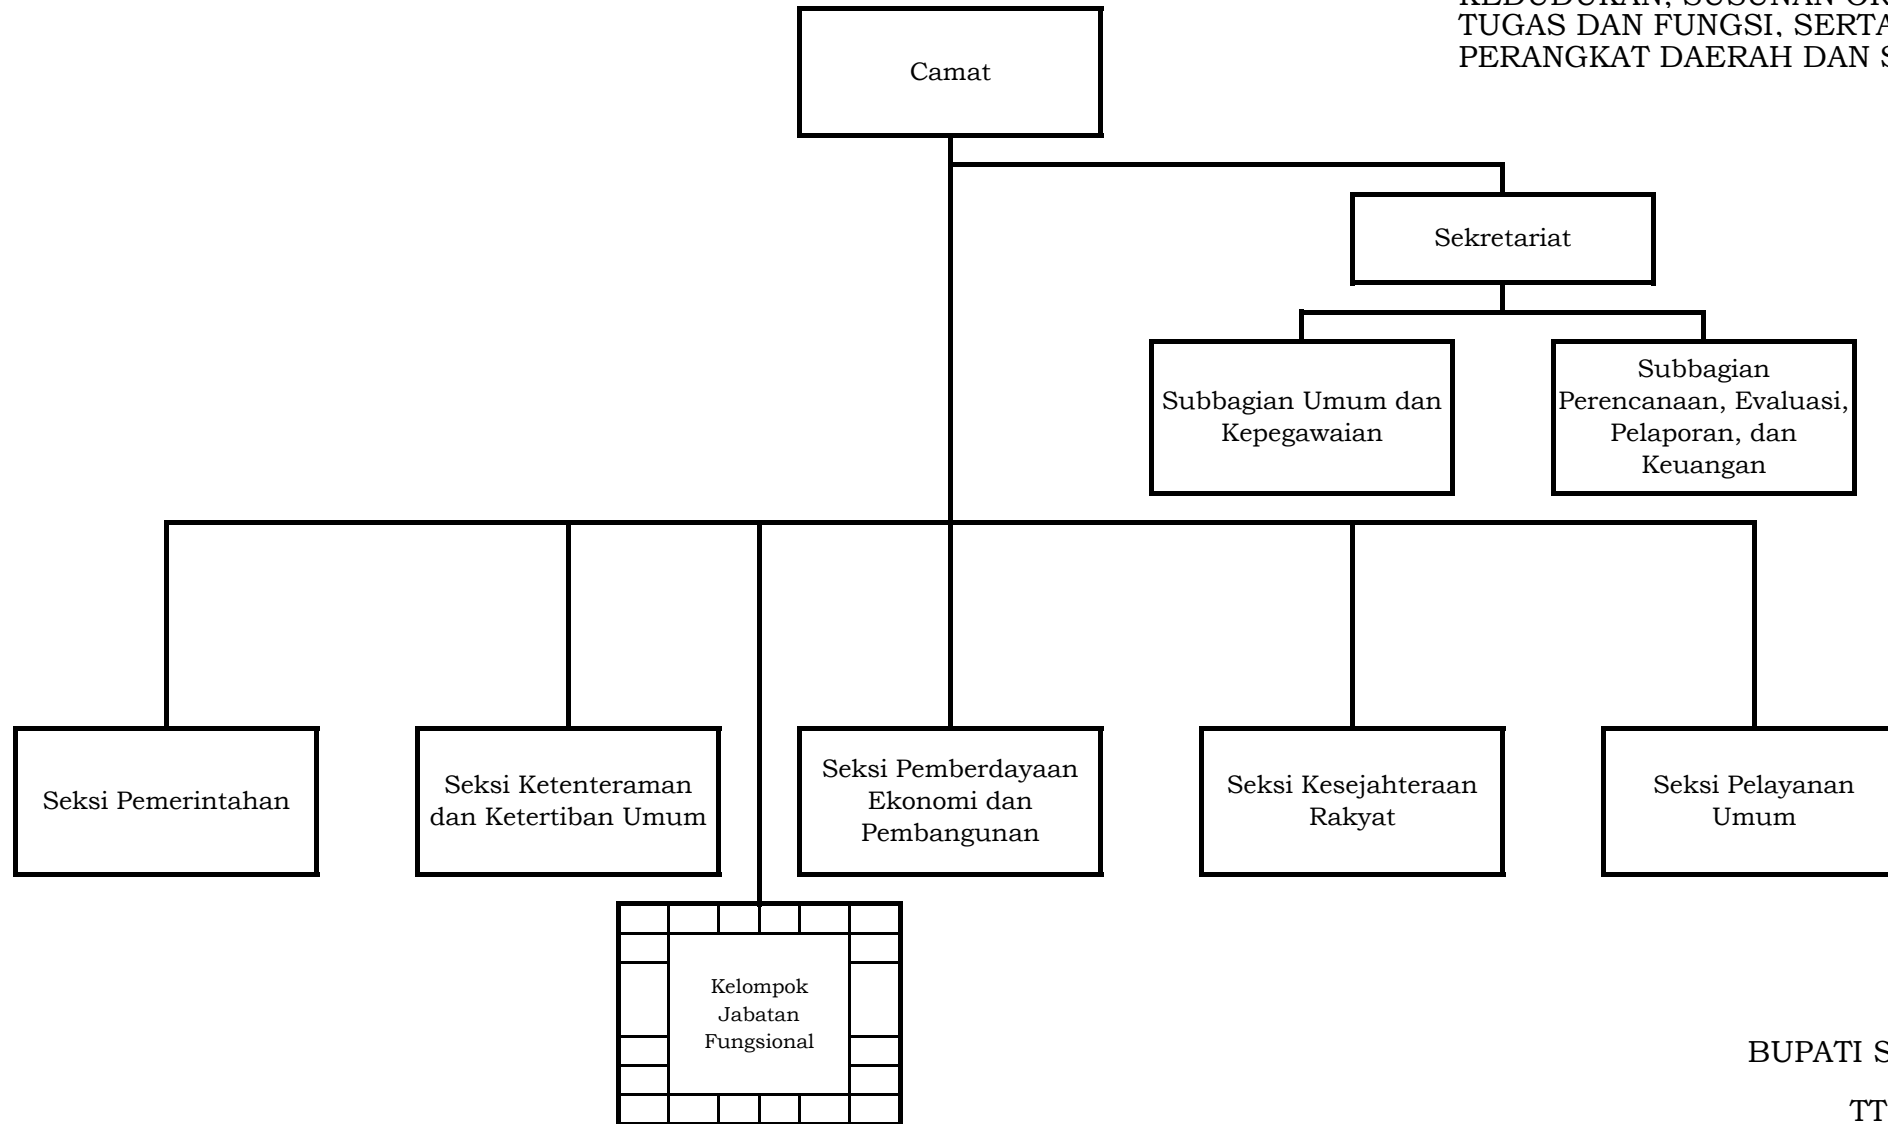 KEDUDUKAN, SUSUNAN
TUGAS DAN FUNGSI, SERTA
PERANGKAT DAERAH DAN
Camat
Sekretariat
Subbagian Umum dan
Kepegawaian
Subbagian
Perencanaan, Evaluasi,
Pelaporan, dan
Keuangan
Seksi Pemerintahan
Seksi Ketenteraman
dan Ketertiban Umum
Seksi Pemberdayaan
Ekonomi dan
Pembangunan
Seksi Kesejahteraan
Rakyat
Seksi Pelayanan
Umum
Kelompok
Jabatan
Fungsional
BUPATI S
TT